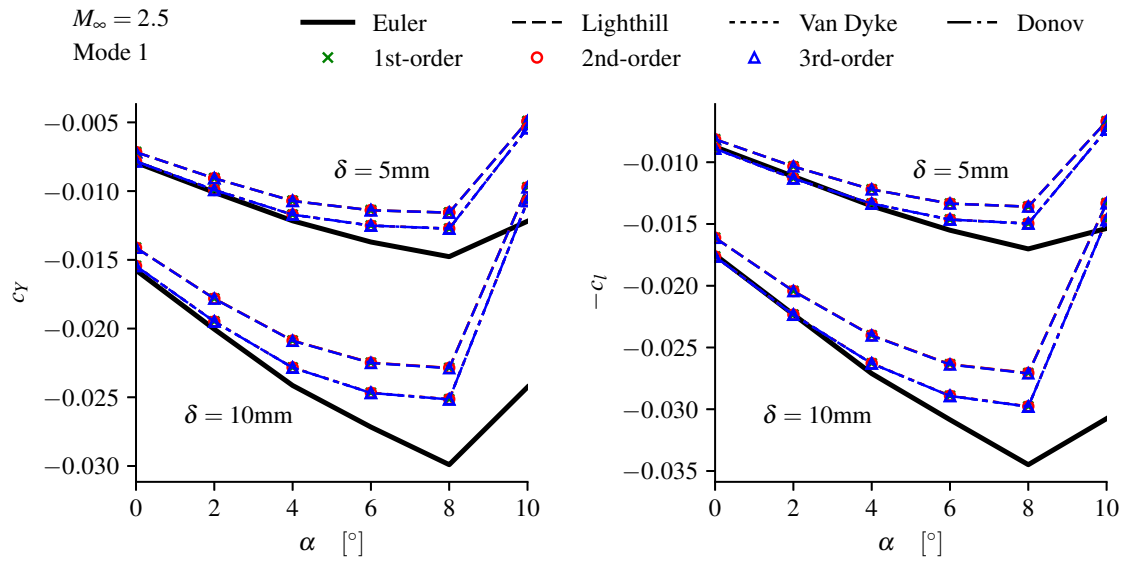 M∞ = 2.5
Mode 1
Euler Lighthill Van Dyke Donov
1st-order 2nd-order 3rd-order
−0.005
−0.010
−0.015
−0.020
−0.025
−0.030
c_Y
δ = 5mm
δ = 10mm
0 2 4 6 8 10
α [°]
−0.010
−0.015
−0.020
−0.025
−0.030
−0.035
−c_l
δ = 5mm
δ = 10mm
0 2 4 6 8 10
α [°]